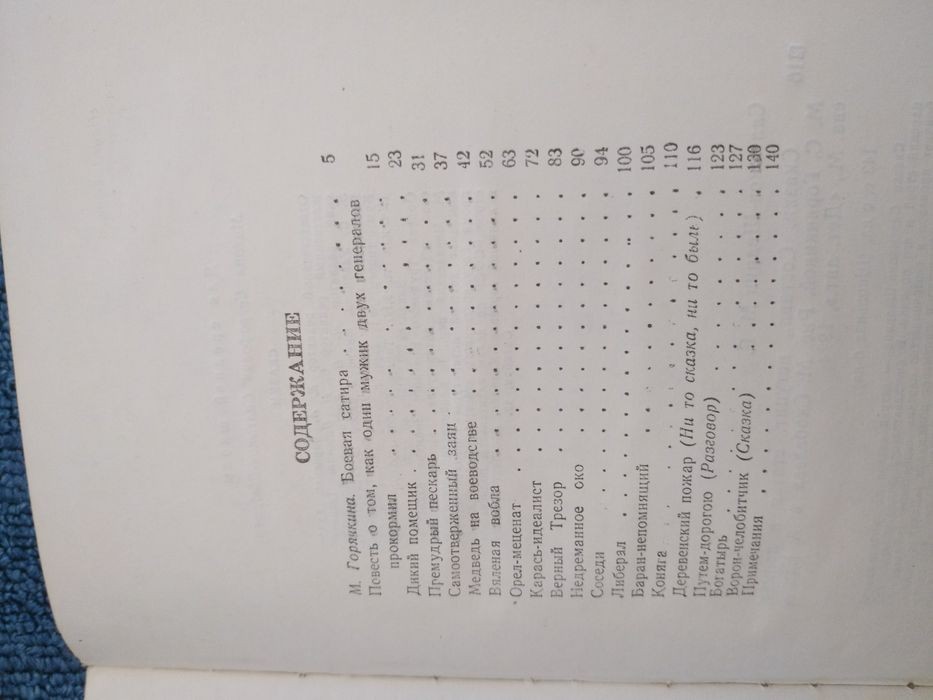 СОДЕРЖАНИЕ
М. Горячкина. Боевая сатира . . . . . . . 5
Повесть о том, как один мужик двух генералов
прокормил . . . . . . . . . 15
Дикий помещик . . . . . . . . . 23
Премудрый пескарь . . . . . . . . 31
Самоотверженный заяц . . . . . . . . 37
Медведь на воеводстве . . . . . . . . 42
Вяленая вобла . . . . . . . . . 52
Орел-меценат . . . . . . . . . . 63
Карась-идеалист . . . . . . . . . 72
Верный Трезор . . . . . . . . . 83
Недреманное око . . . . . . . . . 90
Соседи . . . . . . . . . . . 94
Либерал . . . . . . . . . . . 100
Баран-непомнящий . . . . . . . . 105
Коняга . . . . . . . . . . . 110
Деревенский пожар (Ни то сказка, ни то быль) . 116
Путем-дорогою (Разговор) . . . . . . . 123
Богатырь . . . . . . . . . . 127
Ворон-челобитчик (Сказка) . . . . . . . 130
Примечания . . . . . . . . . . 140